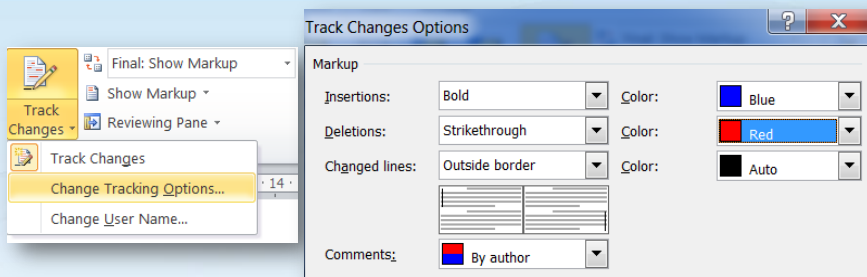 Final: Show Markup
Show Markup
Reviewing Pane
Track
Changes
Track Changes
Change Tracking Options...
Change User Name...
· 14 ·
Track Changes Options
Markup
Insertions: Bold Color: Blue
Deletions: Strikethrough Color: Red
Changed lines: Outside border Color: Auto
Comments: By author